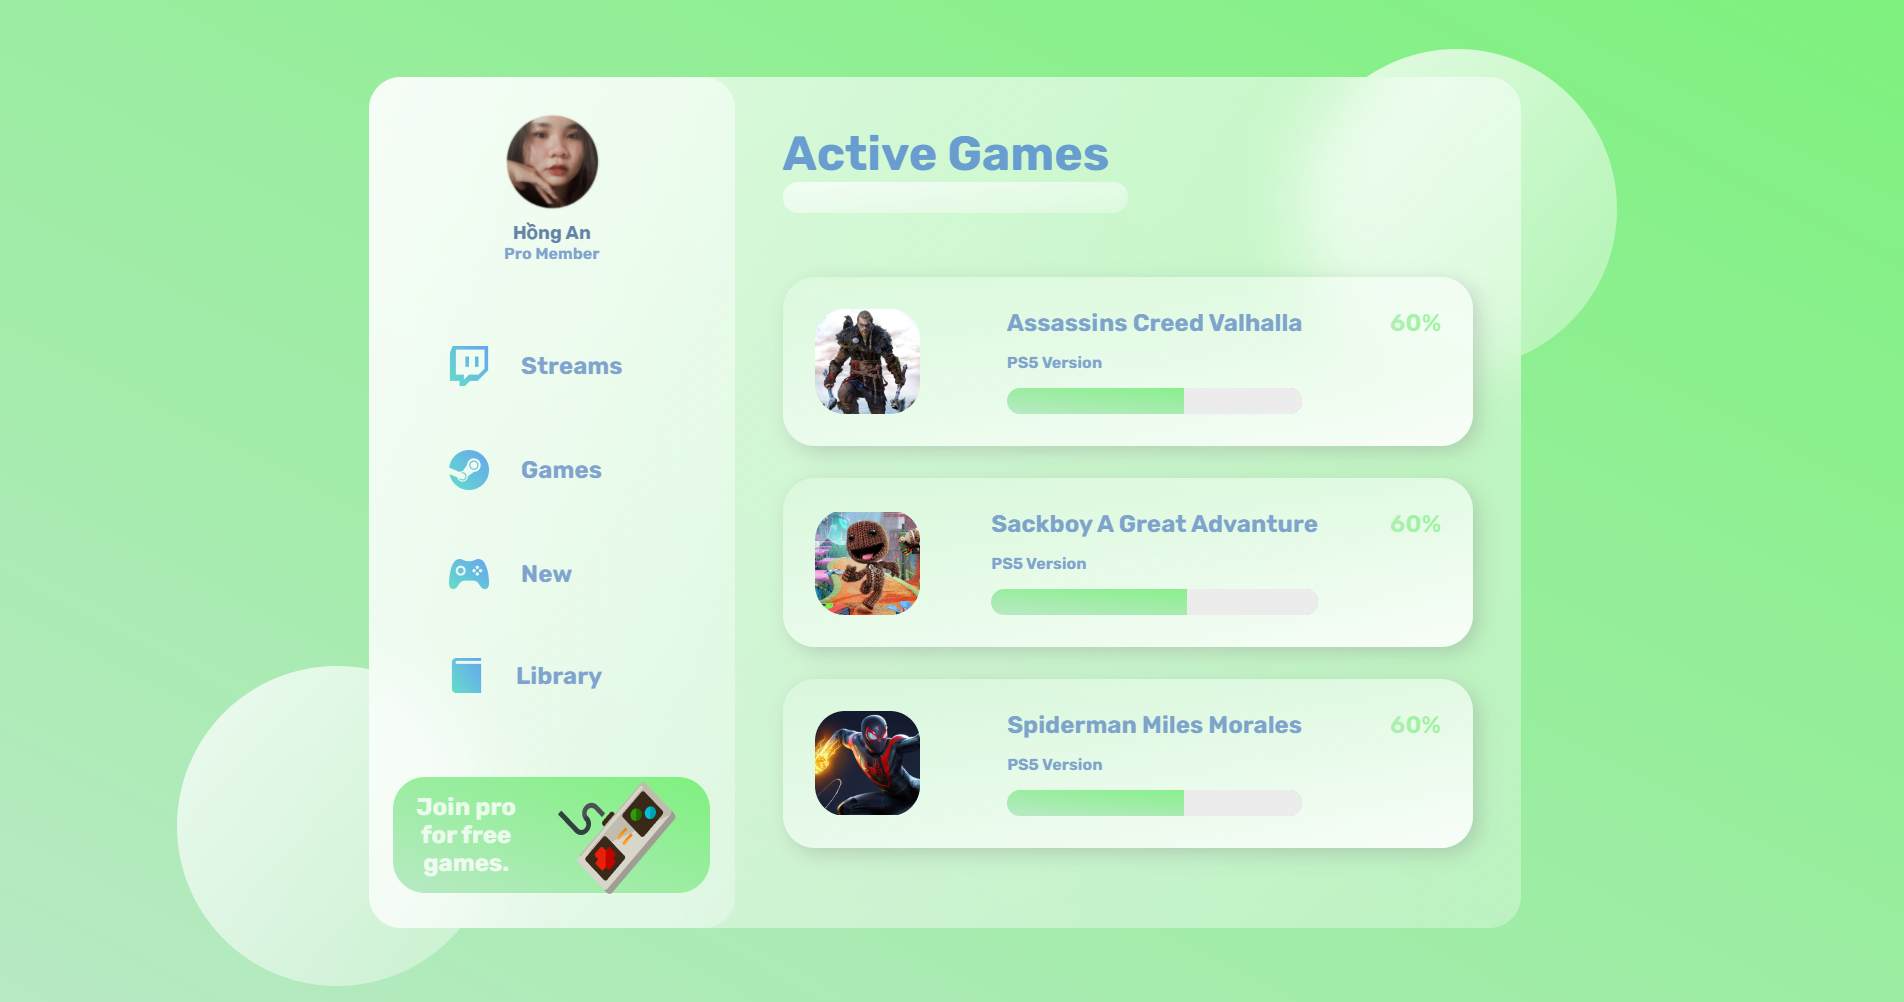 Hồng An
Pro Member
Streams
Games
New
Library
Join pro
for free
games.
Active Games
Assassins Creed Valhalla
60%
PS5 Version
Sackboy A Great Advanture
60%
PS5 Version
Spiderman Miles Morales
60%
PS5 Version